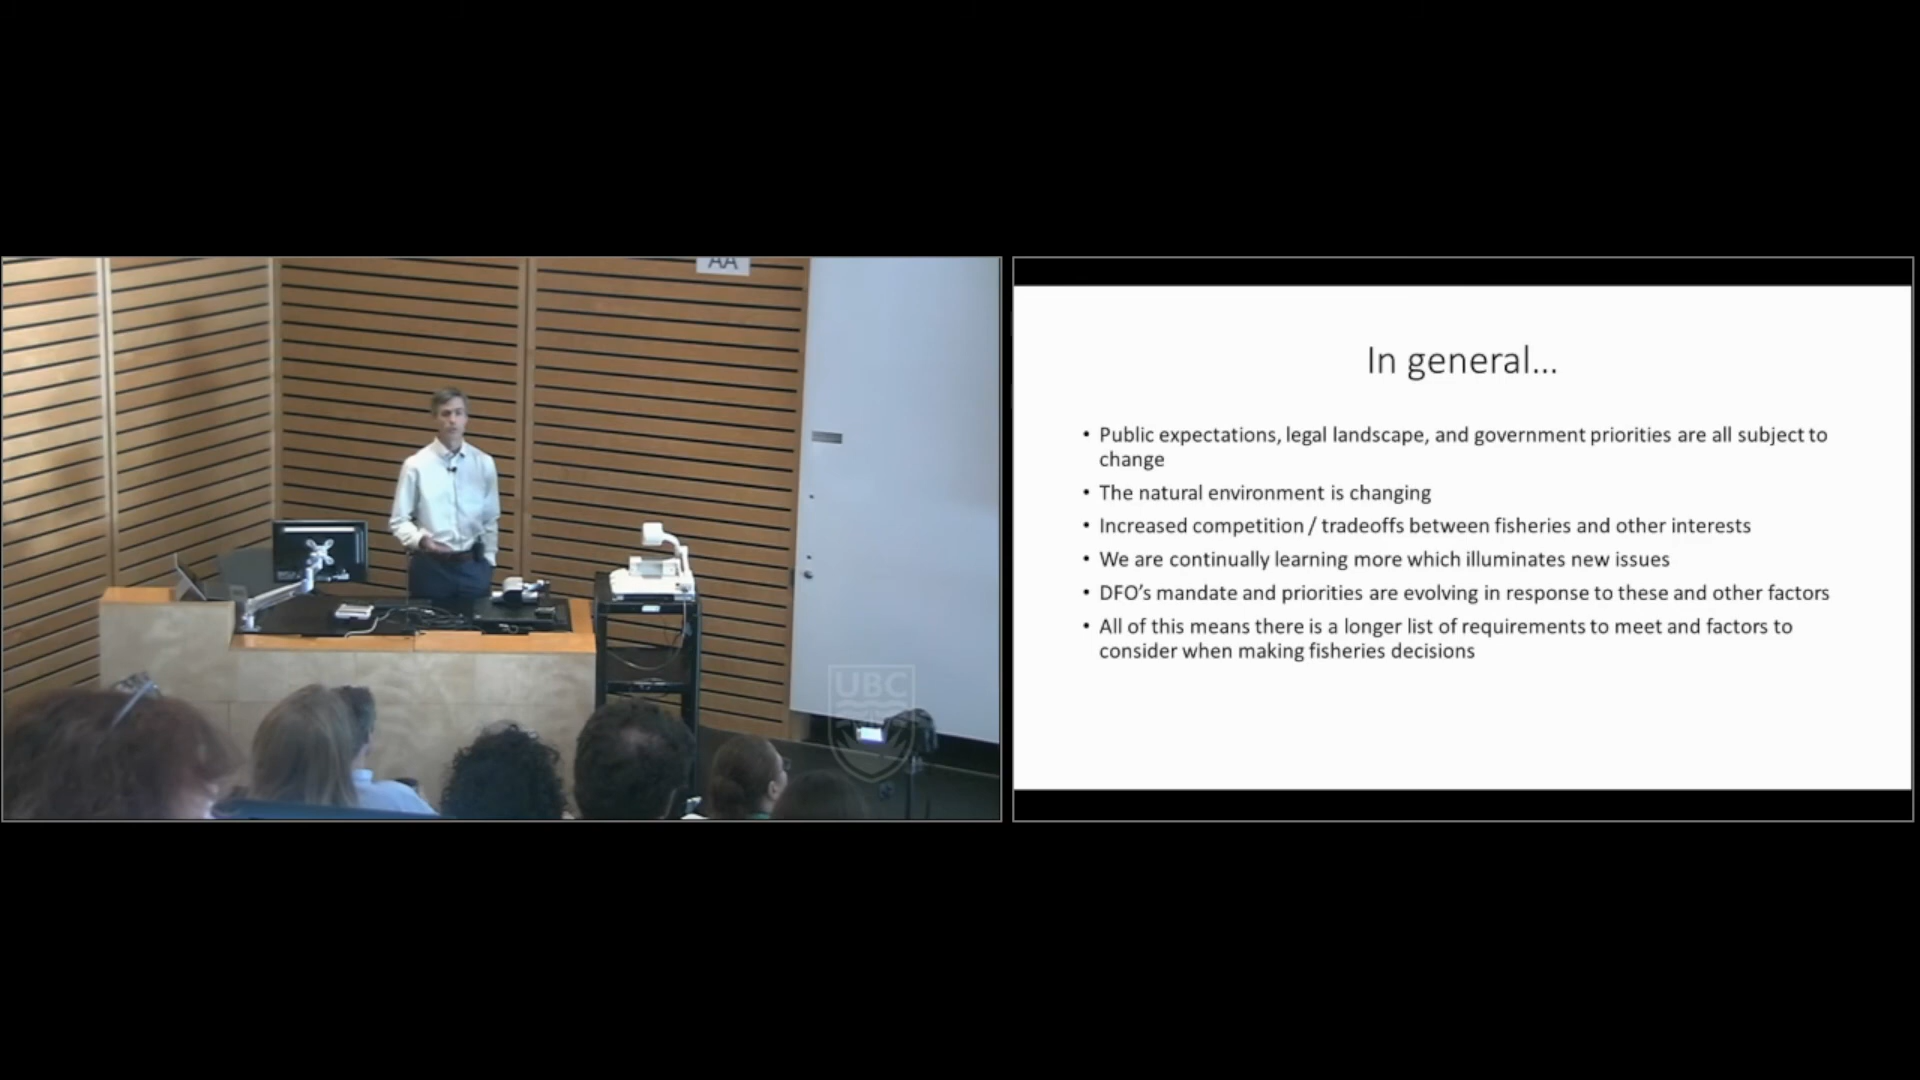 AA
UBC
In general...
• Public expectations, legal landscape, and government priorities are all subject to
change
• The natural environment is changing
• Increased competition / tradeoffs between fisheries and other interests
• We are continually learning more which illuminates new issues
• DFO's mandate and priorities are evolving in response to these and other factors
• All of this means there is a longer list of requirements to meet and factors to
consider when making fisheries decisions